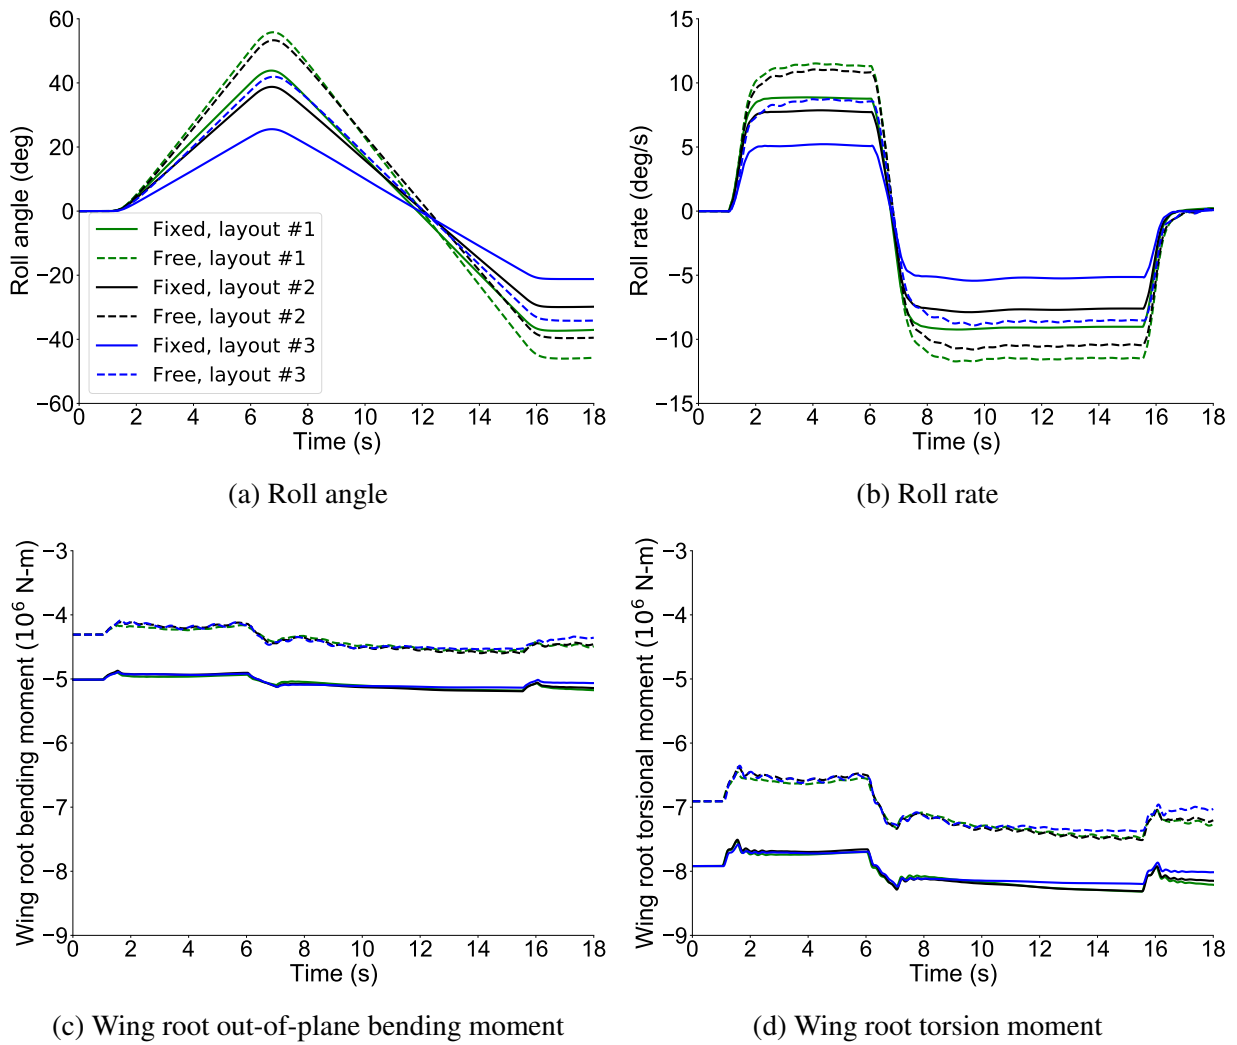 60
40
20
0
−20
−40
−60
Roll angle (deg)
Fixed, layout #1
Free, layout #1
Fixed, layout #2
Free, layout #2
Fixed, layout #3
Free, layout #3
0 2 4 6 8 10 12 14 16 18
Time (s)
(a) Roll angle
15
10
5
0
−5
−10
−15
Roll rate (deg/s)
0 2 4 6 8 10 12 14 16 18
Time (s)
(b) Roll rate
−3
−4
−5
−6
−7
−8
−9
Wing root bending moment (10⁶ N-m)
0 2 4 6 8 10 12 14 16 18
Time (s)
(c) Wing root out-of-plane bending moment
−3
−4
−5
−6
−7
−8
−9
Wing root torsional moment (10⁶ N-m)
0 2 4 6 8 10 12 14 16 18
Time (s)
(d) Wing root torsion moment